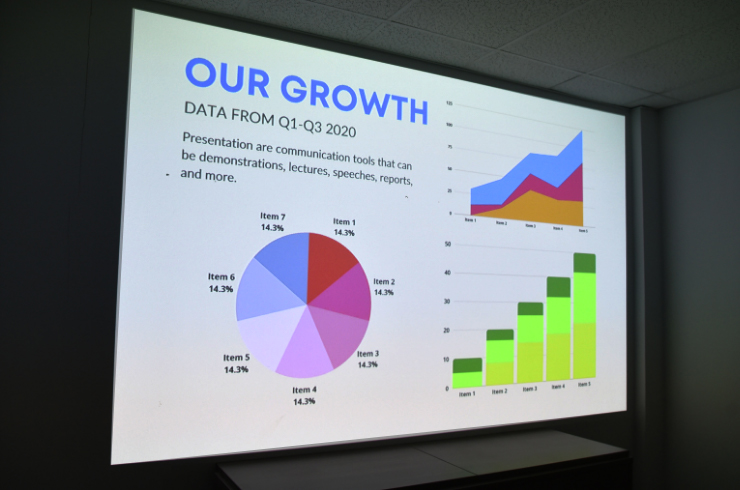 OUR GROWTH
DATA FROM Q1-Q3 2020
Presentation are communication tools that can
be demonstrations, lectures, speeches, reports,
and more.
Item 7
14.3%
Item 1
14.3%
Item 2
14.3%
Item 3
14.3%
Item 4
14.3%
Item 5
14.3%
Item 6
14.3%
100
75
50
25
0
Item 1
Item 2
Item 3
Item 4
Item 5
50
40
30
20
10
0
Item 1
Item 2
Item 3
Item 4
Item 5